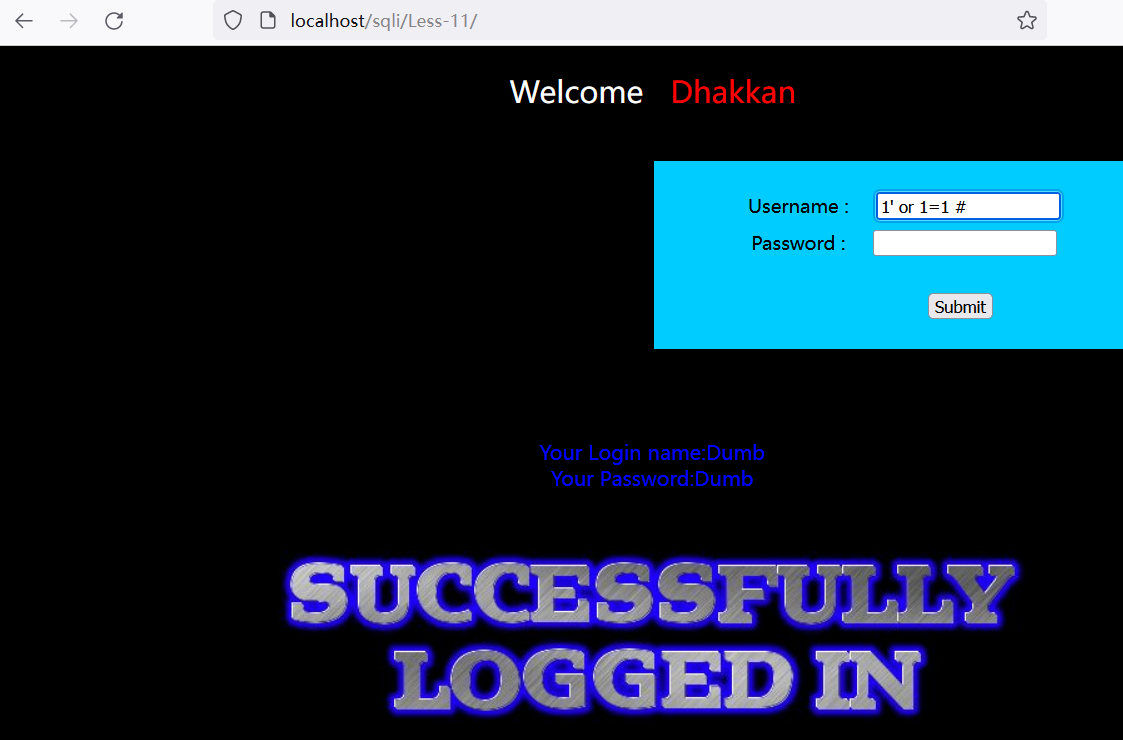 localhost/sqli/Less-11/
Welcome Dhakkan
Username : 1' or 1=1 #
Password :
Submit
Your Login name:Dumb
Your Password:Dumb
SUCCESSFULLY
LOGGED IN